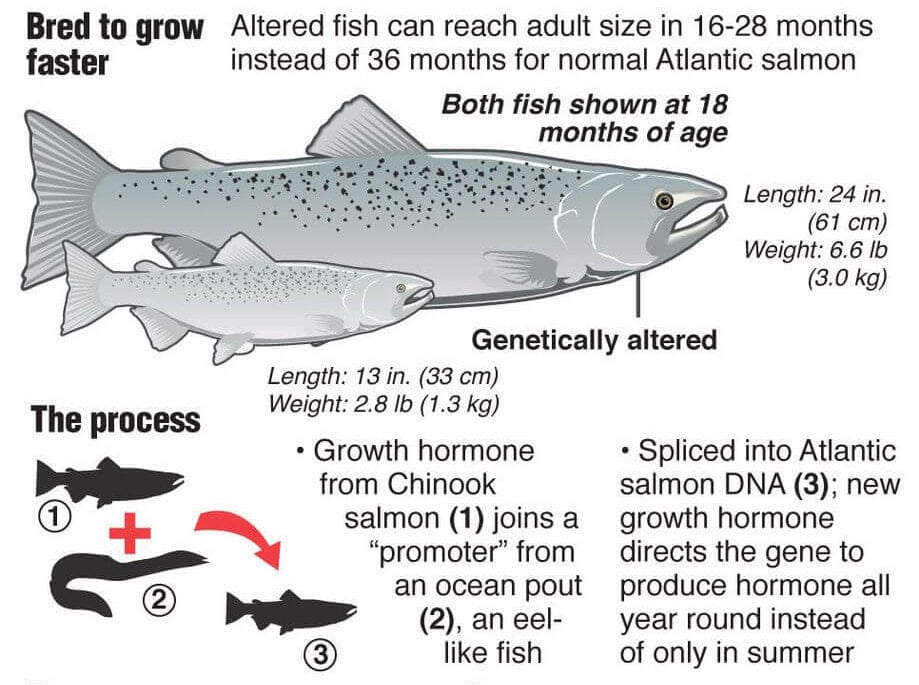 Bred to grow
faster
Altered fish can reach adult size in 16-28 months
instead of 36 months for normal Atlantic salmon
Both fish shown at 18
months of age
Length: 24 in.
(61 cm)
Weight: 6.6 lb
(3.0 kg)
Genetically altered
Length: 13 in. (33 cm)
Weight: 2.8 lb (1.3 kg)
The process
1
2
3
• Growth hormone
from Chinook
salmon (1) joins a
“promoter” from
an ocean pout
(2), an eel-
like fish
• Spliced into Atlantic
salmon DNA (3); new
growth hormone
directs the gene to
produce hormone all
year round instead
of only in summer